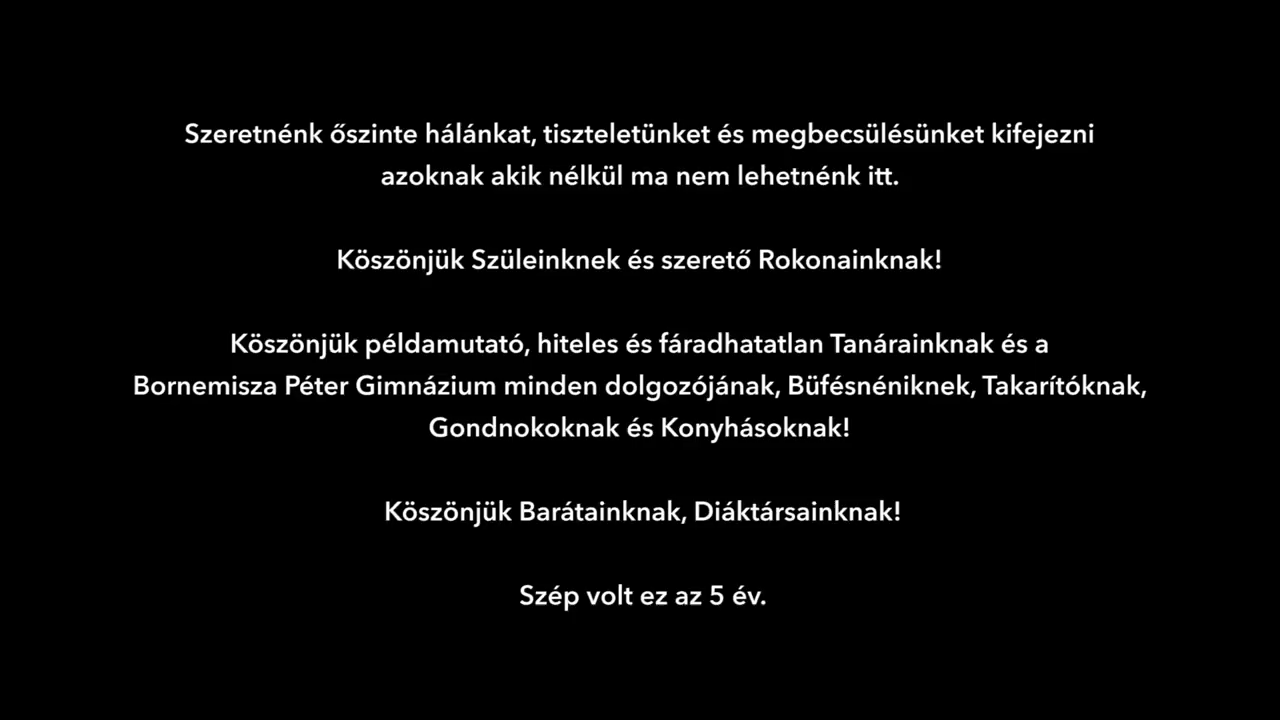 Szeretnénk őszinte hálánkat, tiszteletünket és megbecsülésünket kifejezni
azoknak akik nélkül ma nem lehetnénk itt.
Köszönjük Szüleinknek és szerető Rokonainknak!
Köszönjük példamutató, hiteles és fáradhatatlan Tanárainknak és a
Bornemisza Péter Gimnázium minden dolgozójának, Büfésnéniknek, Takarítóknak,
Gondnokoknak és Konyhásoknak!
Köszönjük Barátainknak, Diáktársainknak!
Szép volt ez az 5 év.